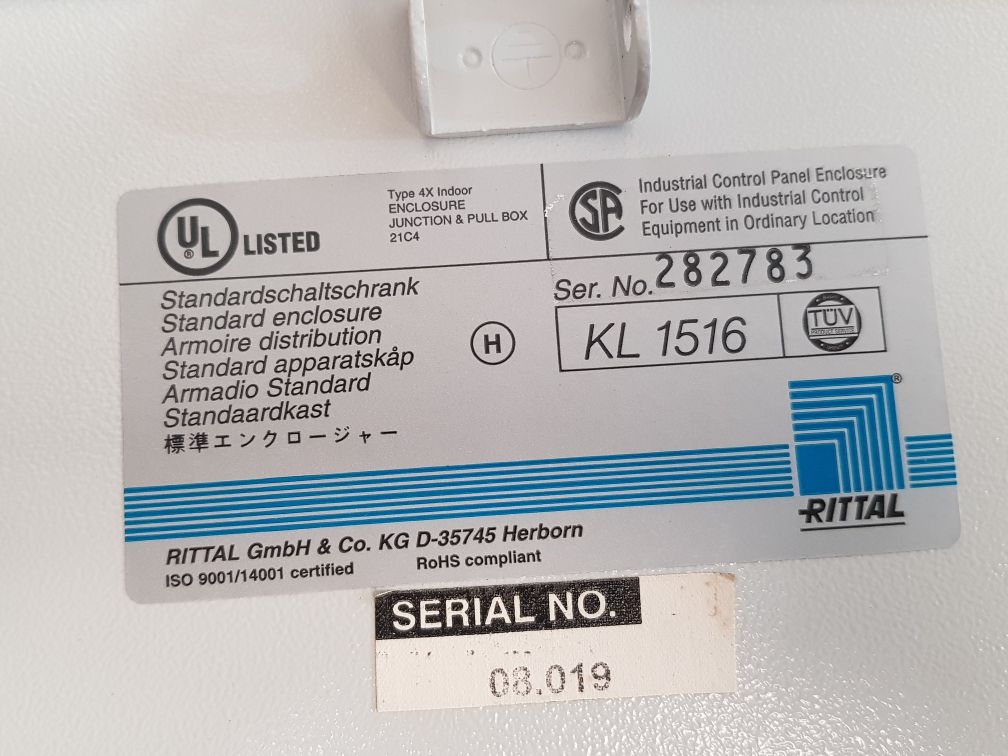 UL® LISTED
Type 4X Indoor
ENCLOSURE
JUNCTION & PULL BOX
21C4
SA
Industrial Control Panel Enclosure
For Use with Industrial Control
Equipment in Ordinary Location
Ser. No. 282783
Standardschaltschrank
Standard enclosure
Armoire distribution
Standard apparatskåp
Armadio Standard
Standaardkast
標準エンクロージャー
H
KL 1516
TÜV
PRODUCT SERVICE
®
RITTAL
RITTAL GmbH & Co. KG D-35745 Herborn
ISO 9001/14001 certified
RoHS compliant
SERIAL NO.
08.019